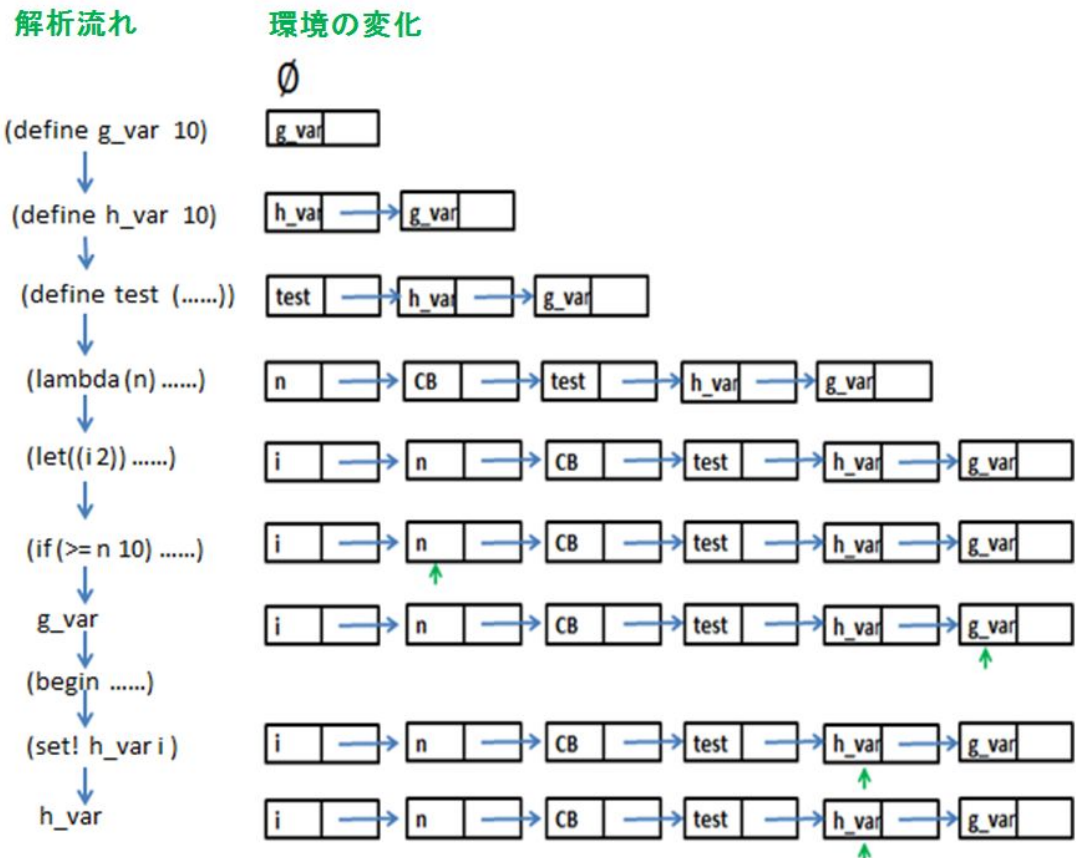 解析流れ 環境の変化
Ø
(define g_var 10) g_var
(define h_var 10) h_var g_var
(define test (......)) test h_var g_var
(lambda(n) ......) n CB test h_var g_var
(let((i 2)) ......) i n CB test h_var g_var
(if(>= n 10) ......) i n CB test h_var g_var
g_var i n CB test h_var g_var
(begin ......)
(set! h_var i ) i n CB test h_var g_var
h_var i n CB test h_var g_var